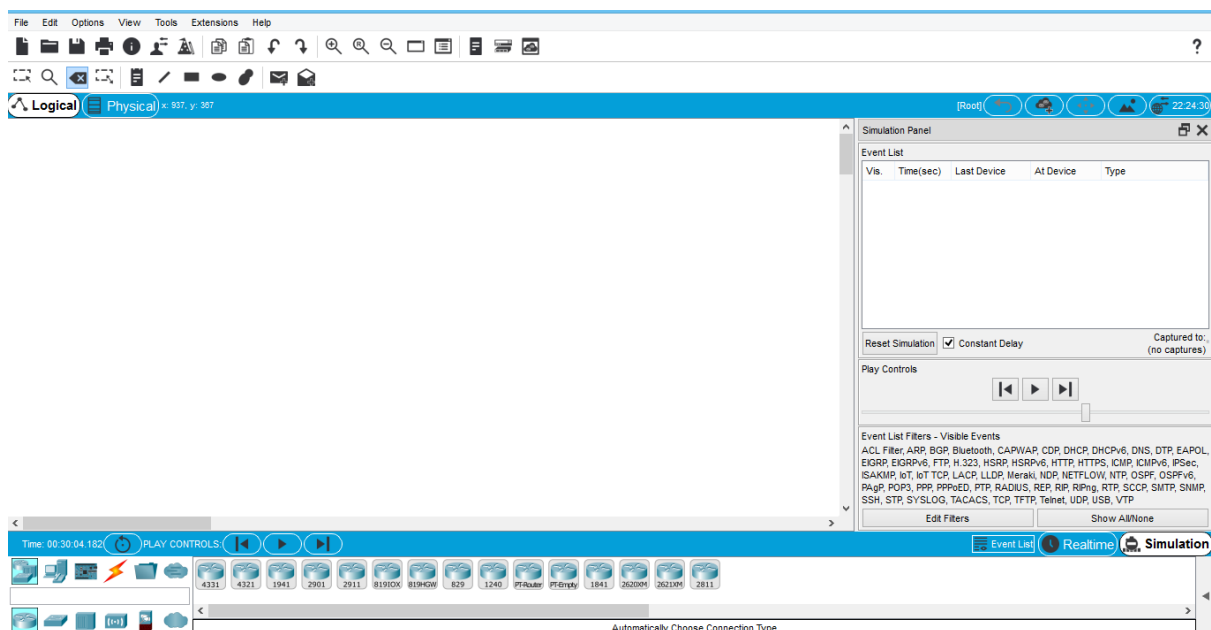 File Edit Options View Tools Extensions Help
?
Logical Physical x: 937, y: 367 [Root] 22:24:30
Simulation Panel
Event List
Vis. Time(sec) Last Device At Device Type
Reset Simulation Constant Delay Captured to:
(no captures)
Play Controls
Event List Filters - Visible Events
ACL Filter, ARP, BGP, Bluetooth, CAPWAP, CDP, DHCP, DHCPv6, DNS, DTP, EAPOL,
EIGRP, EIGRPv6, FTP, H.323, HSRP, HSRPv6, HTTP, HTTPS, ICMP, ICMPv6, IPSec,
ISAKMP, IoT, IoT TCP, LACP, LLDP, Meraki, NDP, NETFLOW, NTP, OSPF, OSPFv6,
PAgP, POP3, PPP, PPPoED, PTP, RADIUS, REP, RIP, RIPng, RTP, SCCP, SMTP, SNMP,
SSH, STP, SYSLOG, TACACS, TCP, TFTP, Telnet, UDP, USB, VTP
Edit Filters Show All/None
Time: 00:30:04.182 PLAY CONTROLS: Event List Realtime Simulation
4331 4321 1941 2901 2911 819IOX 819HGW 829 1240 PT-Router PT-Empty 1841 2620XM 2621XM 2811
Automatically Choose Connection Type